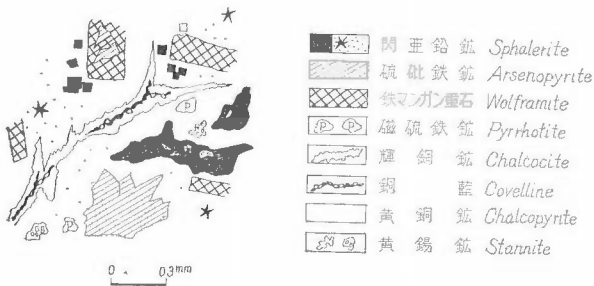 閃亜鉛鉱 Sphalerite
硫砒鉄鉱 Arsenopyrite
鉄マンガン重石 Wolframite
磁硫鉄鉱 Pyrrhotite
輝銅鉱 Chalcocite
銅藍 Covelline
黄銅鉱 Chalcopyrite
黄錫鉱 Stannite
P
P
P
P
0 0.3mm